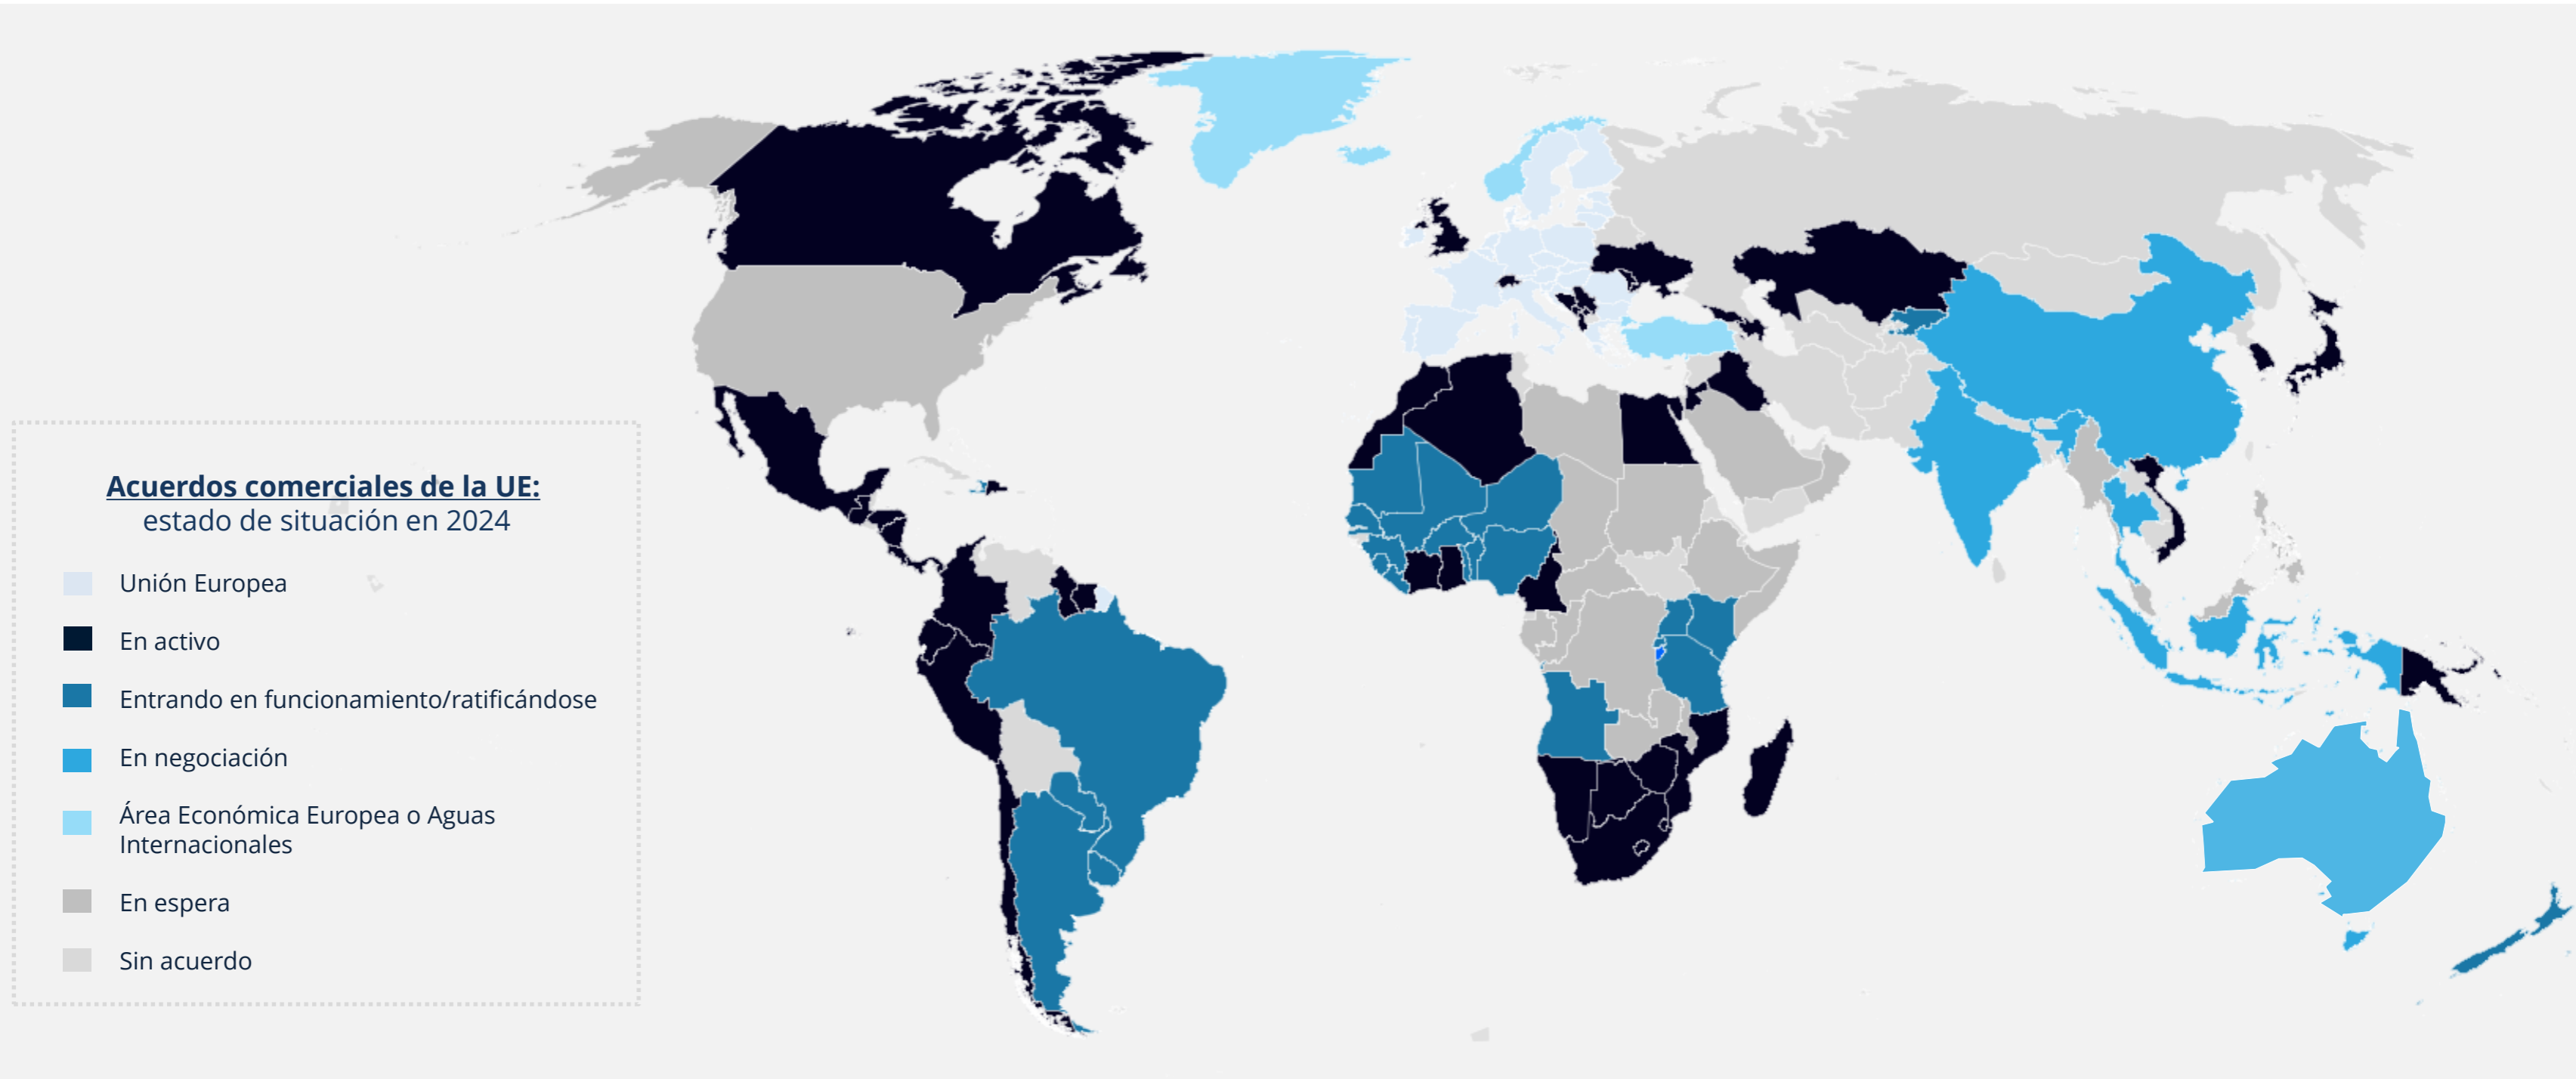 Acuerdos comerciales de la UE:
estado de situación en 2024
Unión Europea
En activo
Entrando en funcionamiento/ratificándose
En negociación
Área Económica Europea o Aguas
Internacionales
En espera
Sin acuerdo